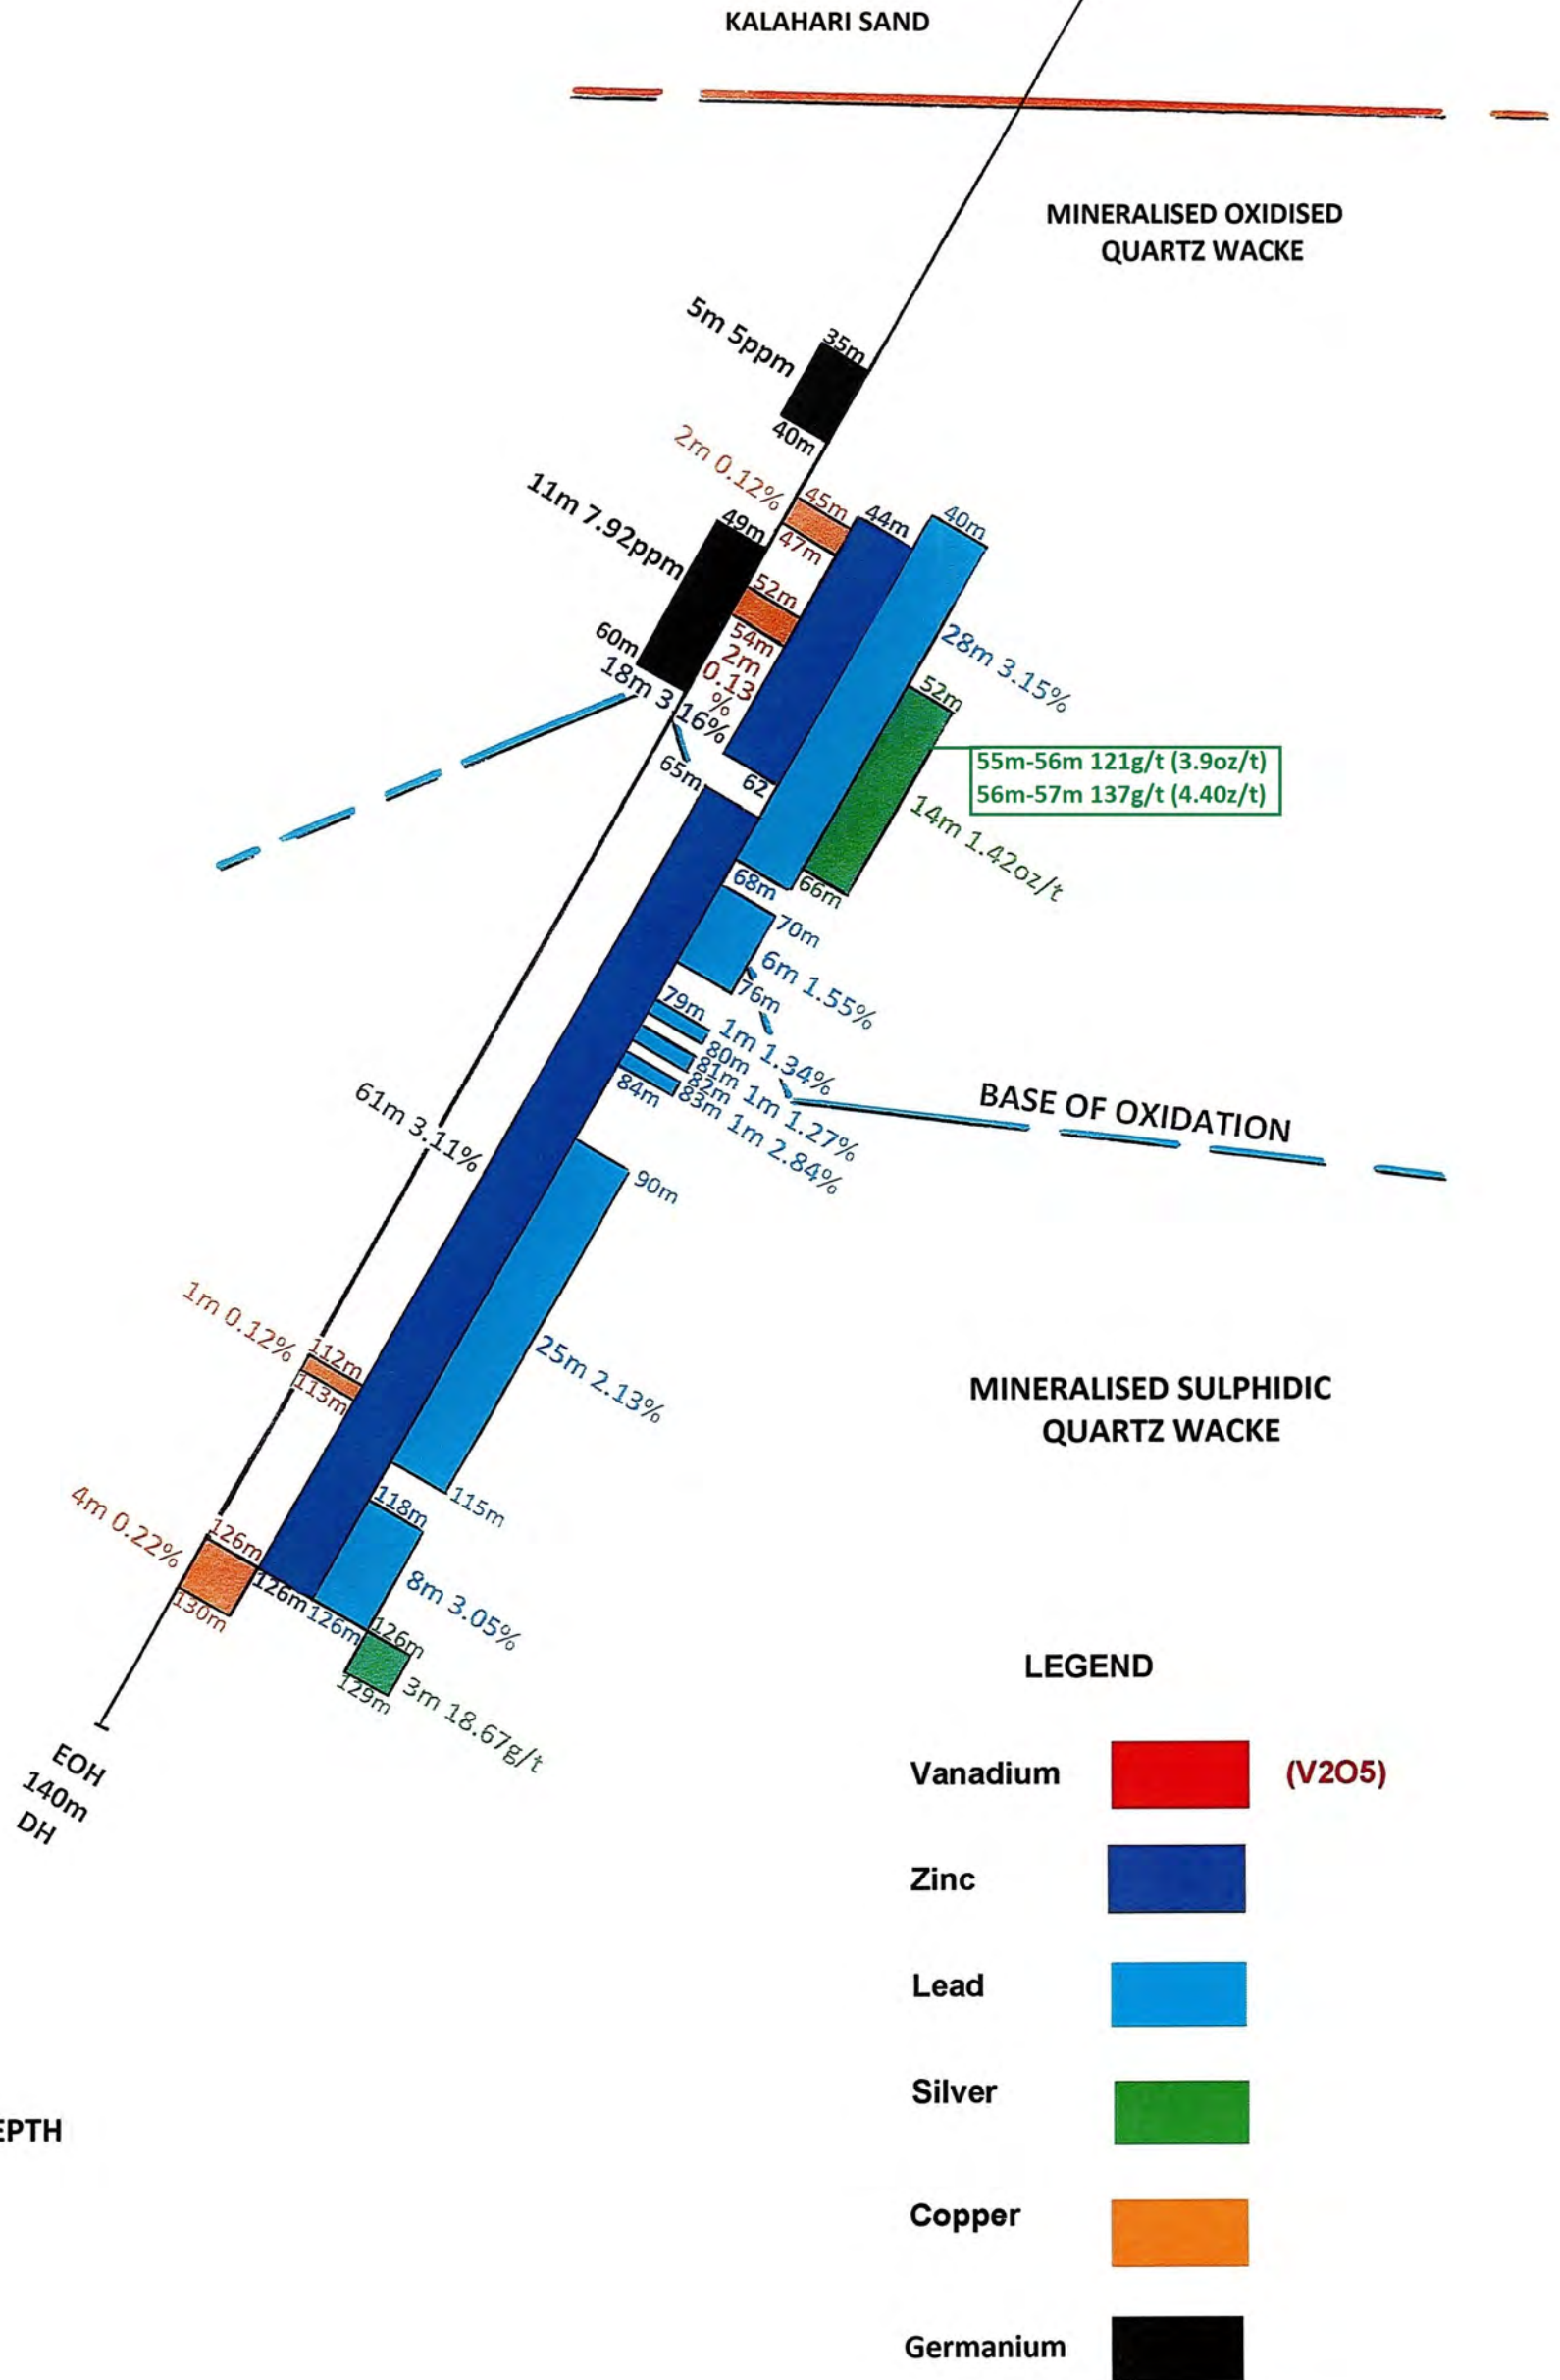 KALAHARI SAND
MINERALISED OXIDISED
QUARTZ WACKE
5m 5ppm
35m
40m
2m 0.12%
45m
47m
44m
40m
11m 7.92ppm
49m
60m
52m
54m
2m
0.13
%
18m 3.16%
62
28m 3.15%
52m
55m-56m 121g/t (3.9oz/t)
56m-57m 137g/t (4.40z/t)
14m 1.42oz/t
66m
65m
68m
70m
6m 1.55%
76m
79m
1m 1.34%
80m
81m
1m 1.27%
82m
83m
1m 2.84%
84m
BASE OF OXIDATION
61m 3.11%
90m
25m 2.13%
115m
MINERALISED SULPHIDIC
QUARTZ WACKE
1m 0.12%
112m
113m
118m
8m 3.05%
4m 0.22%
126m
130m
126m
126m
126m
129m
3m 18.67g/t
EOH
140m
DH
LEGEND
Vanadium (V2O5)
Zinc
Lead
Silver
EPTH
Copper
Germanium